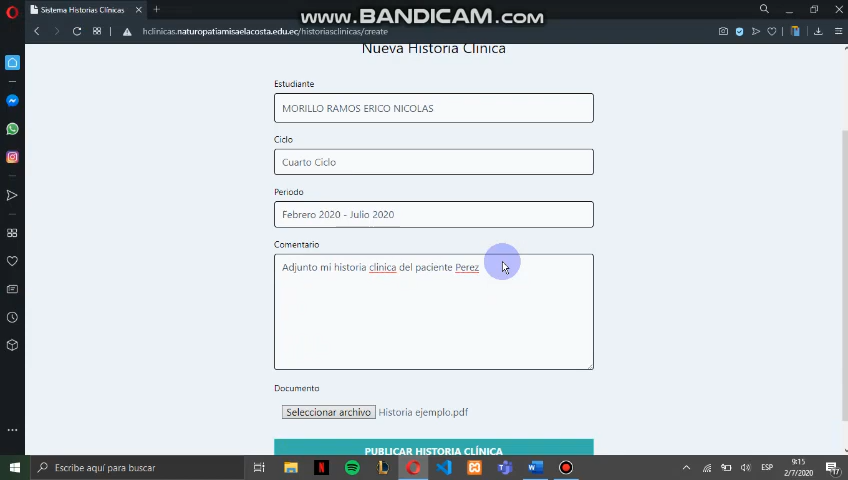 www.BANDICAM.com
Sistema Historias Clínicas
hclinicas.naturopatiamisaelacosta.edu.ec/historiasclinicas/create
Nueva Historia Clínica
Estudiante
MORILLO RAMOS ERICO NICOLAS
Ciclo
Cuarto Ciclo
Periodo
Febrero 2020 - Julio 2020
Comentario
Adjunto mi historia clinica del paciente Perez
Documento
Seleccionar archivo Historia ejemplo.pdf
PUBLICAR HISTORIA CLÍNICA
Escribe aquí para buscar
ESP
9:15
2/7/2020